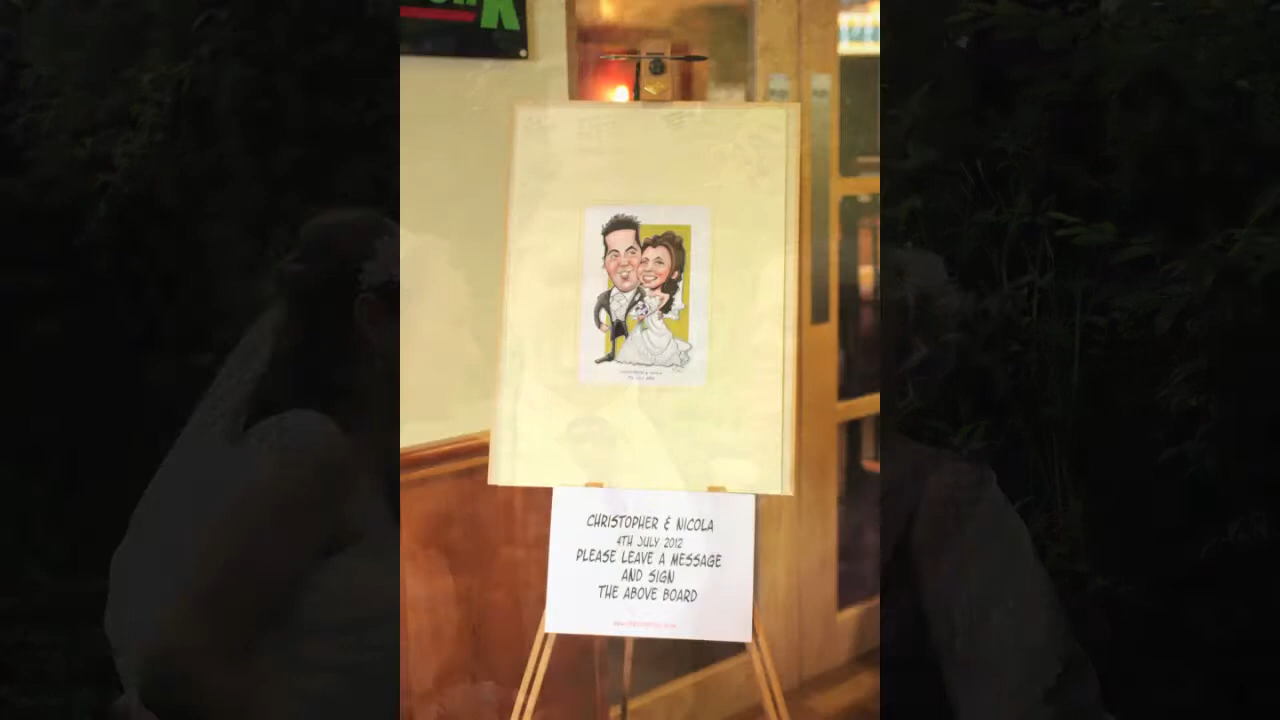 CHRISTOPHER & NICOLA
4TH JULY 2012
PLEASE LEAVE A MESSAGE
AND SIGN
THE ABOVE BOARD